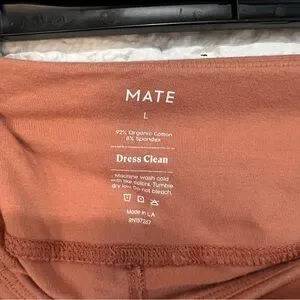 MATE
L
92% Organic Cotton
8% Spandex
Dress Clean
Machine wash cold
with like colors. Tumble
dry low. Do not bleach.
Made in LA